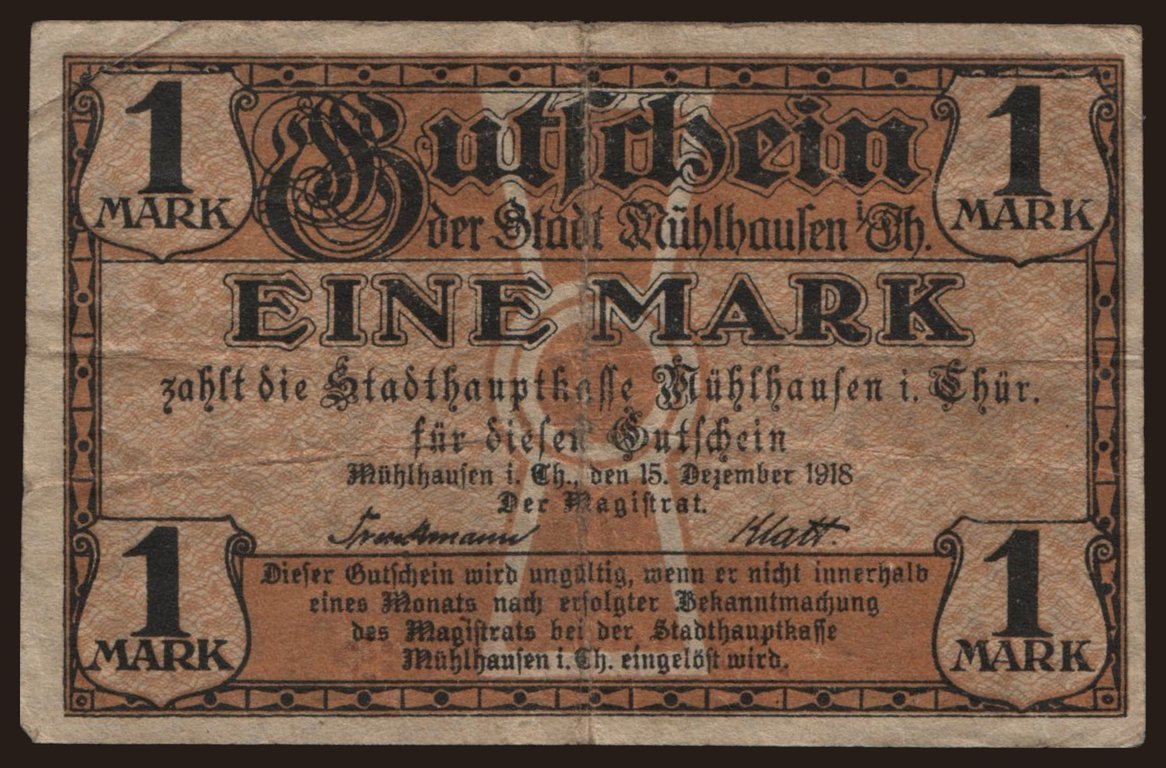 1 MARK
1 MARK
Gutschein
der Stadt Mühlhausen i/Th.
EINE MARK
zahlt die Stadthauptkasse Mühlhausen i. Thür.
für diesen Gutschein
Mühlhausen i. Th., den 15. Dezember 1918
Der Magistrat.
Trenckmann Klatt.
1 MARK
1 MARK
Dieser Gutschein wird ungültig, wenn er nicht innerhalb
eines Monats nach erfolgter Bekanntmachung
des Magistrats bei der Stadthauptkasse
Mühlhausen i. Th. eingelöst wird.